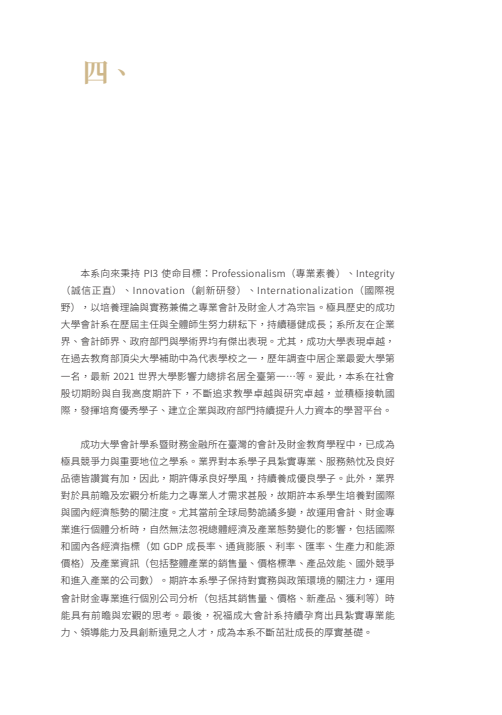 四、
本系向來秉持 PI3 使命目標：Professionalism（專業素養）、Integrity
（誠信正直）、Innovation（創新研發）、Internationalization（國際視
野），以培養理論與實務兼備之專業會計及財金人才為宗旨。極具歷史的成功
大學會計系在歷屆主任與全體師生努力耕耘下，持續穩健成長；系所友在企業
界、會計師界、政府部門與學術界均有傑出表現。尤其，成功大學表現卓越，
在過去教育部頂尖大學補助中為代表學校之一，歷年調查中居企業最愛大學第
一名，最新 2021 世界大學影響力總排名居全臺第一…等。爰此，本系在社會
殷切期盼與自我高度期許下，不斷追求教學卓越與研究卓越，並積極接軌國
際，發揮培育優秀學子、建立企業與政府部門持續提升人力資本的學習平台。
成功大學會計學系暨財務金融所在臺灣的會計及財金教育學程中，已成為
極具競爭力與重要地位之學系。業界對本系學子具紮實專業、服務熱忱及良好
品德皆讚賞有加，因此，期許傳承良好學風，持續養成優良學子。此外，業界
對於具前瞻及宏觀分析能力之專業人才需求甚殷，故期許本系學生培養對國際
與國內經濟態勢的關注度。尤其當前全球局勢詭譎多變，故運用會計、財金專
業進行個體分析時，自然無法忽視總體經濟及產業態勢變化的影響，包括國際
和國內各經濟指標（如 GDP 成長率、通貨膨脹、利率、匯率、生產力和能源
價格）及產業資訊（包括整體產業的銷售量、價格標準、產品效能、國外競爭
和進入產業的公司數）。期許本系學子保持對實務與政策環境的關注力，運用
會計財金專業進行個別公司分析（包括其銷售量、價格、新產品、獲利等）時
能具有前瞻與宏觀的思考。最後，祝福成大會計系持續孕育出具紮實專業能
力、領導能力及具創新遠見之人才，成為本系不斷茁壯成長的厚實基礎。